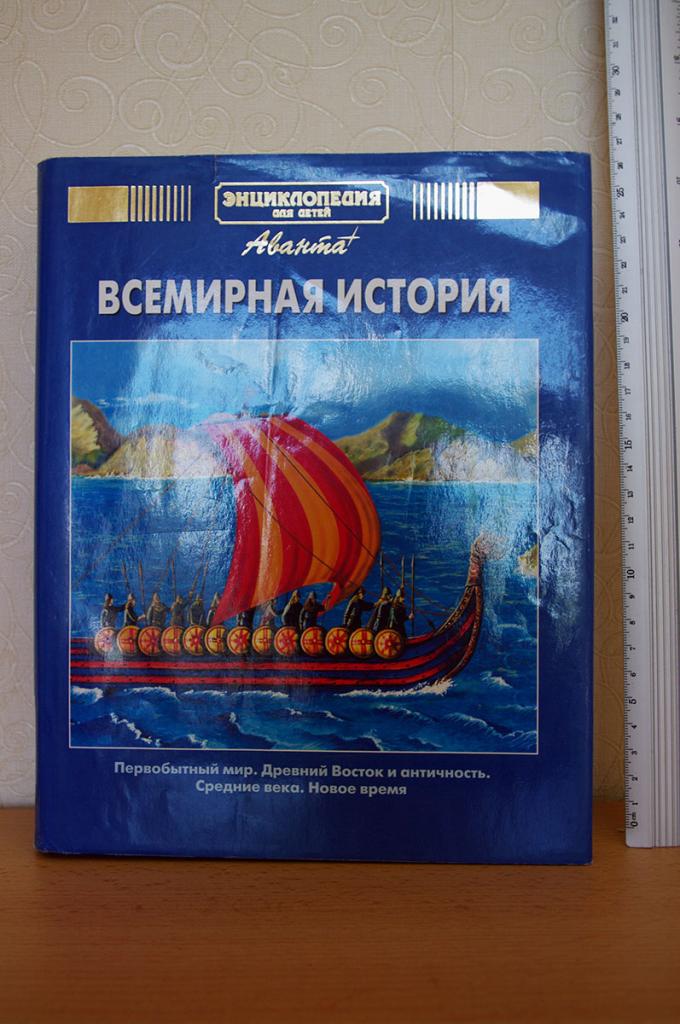 ЭНЦИКЛОПЕДИЯ
ДЛЯ ДЕТЕЙ
Аванта+
ВСЕМИРНАЯ ИСТОРИЯ
Первобытный мир. Древний Восток и античность.
Средние века. Новое время